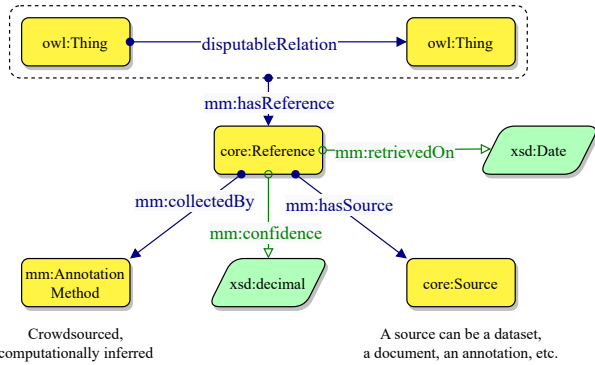 owl:Thing
disputableRelation
owl:Thing
mm:hasReference
core:Reference
mm:retrievedOn
xsd:Date
mm:collectedBy
mm:hasSource
mm:confidence
mm:Annotation
Method
xsd:decimal
core:Source
Crowdsourced,
computationally inferred
A source can be a dataset,
a document, an annotation, etc.